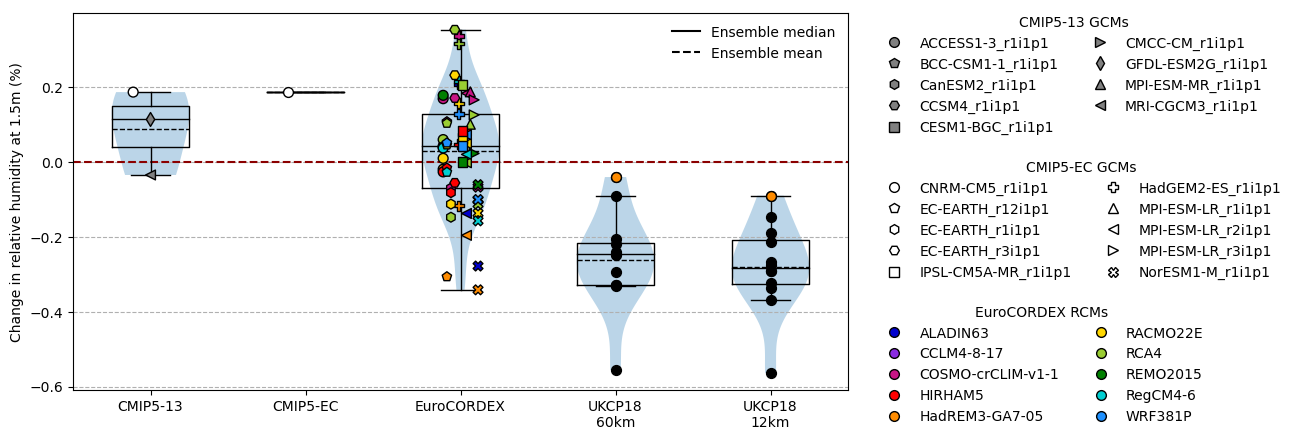 Change in relative humidity at 1.5m (%)
0.2
0.0
−0.2
−0.4
−0.6
Ensemble median
Ensemble mean
CMIP5-13
CMIP5-EC
EuroCORDEX
UKCP18
60km
UKCP18
12km
CMIP5-13 GCMs
ACCESS1-3_r1i1p1
BCC-CSM1-1_r1i1p1
CanESM2_r1i1p1
CCSM4_r1i1p1
CESM1-BGC_r1i1p1
CMCC-CM_r1i1p1
GFDL-ESM2G_r1i1p1
MPI-ESM-MR_r1i1p1
MRI-CGCM3_r1i1p1
CMIP5-EC GCMs
CNRM-CM5_r1i1p1
EC-EARTH_r12i1p1
EC-EARTH_r1i1p1
EC-EARTH_r3i1p1
IPSL-CM5A-MR_r1i1p1
HadGEM2-ES_r1i1p1
MPI-ESM-LR_r1i1p1
MPI-ESM-LR_r2i1p1
MPI-ESM-LR_r3i1p1
NorESM1-M_r1i1p1
EuroCORDEX RCMs
ALADIN63
CCLM4-8-17
COSMO-crCLIM-v1-1
HIRHAM5
HadREM3-GA7-05
RACMO22E
RCA4
REMO2015
RegCM4-6
WRF381P